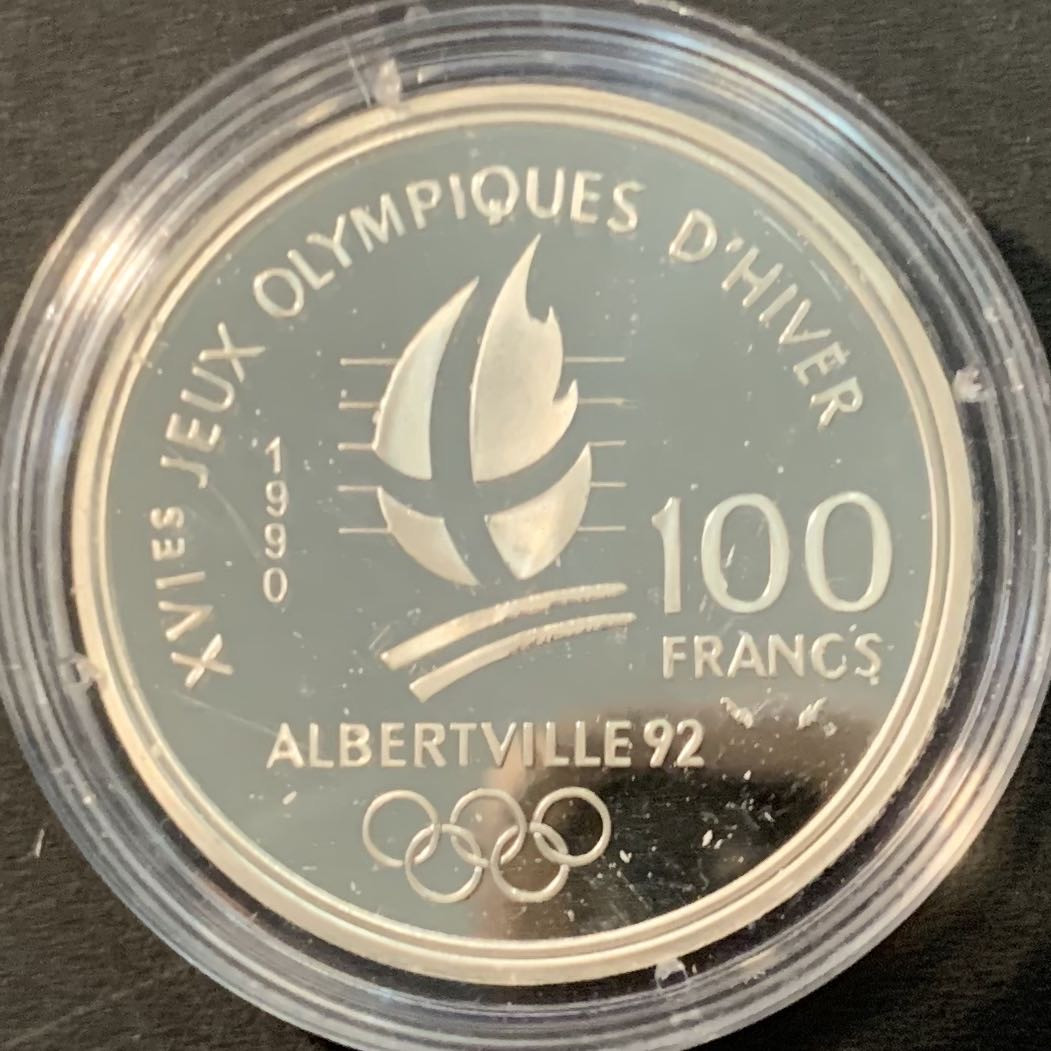 XVIES JEUX OLYMPIQUES D'HIVER
1990
100
FRANCS
ALBERTVILLE 92